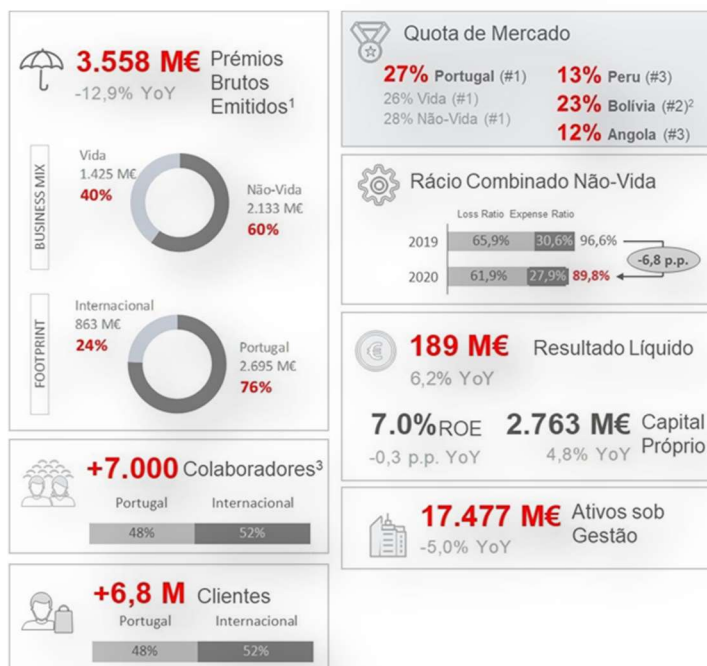 3.558 M€ Prémios
Brutos
Emitidos¹
-12,9% YoY
BUSINESS MIX
Vida
1.425 M€
40%
Não-Vida
2.133 M€
60%
FOOTPRINT
Internacional
863 M€
24%
Portugal
2.695 M€
76%
+7.000 Colaboradores³
Portugal Internacional
48% 52%
+6,8 M Clientes
Portugal Internacional
48% 52%
Quota de Mercado
27% Portugal (#1)
26% Vida (#1)
28% Não-Vida (#1)
13% Peru (#3)
23% Bolívia (#2)²
12% Angola (#3)
Rácio Combinado Não-Vida
Loss Ratio Expense Ratio
2019 65,9% 30,6% 96,6%
-6,8 p.p.
2020 61,9% 27,9% 89,8%
189 M€ Resultado Líquido
6,2% YoY
7.0% ROE
-0,3 p.p. YoY
2.763 M€ Capital
Próprio
4,8% YoY
17.477 M€ Ativos sob
Gestão
-5,0% YoY